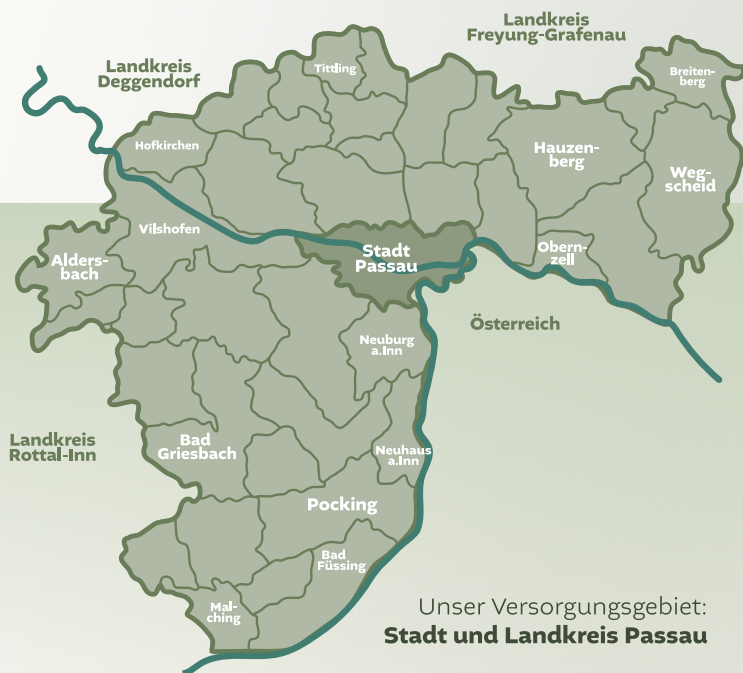 Landkreis
Freyung-Grafenau
Landkreis
Deggendorf
Tittling
Breiten-
berg
Hofkirchen
Hauzen-
berg
Weg-
scheid
Vilshofen
Alders-
bach
Stadt
Passau
Obern-
zell
Österreich
Neuburg
a.Inn
Landkreis
Rottal-Inn
Bad
Griesbach
Neuhaus
a.Inn
Pocking
Bad
Füssing
Mal-
ching
Unser Versorgungsgebiet:
Stadt und Landkreis Passau